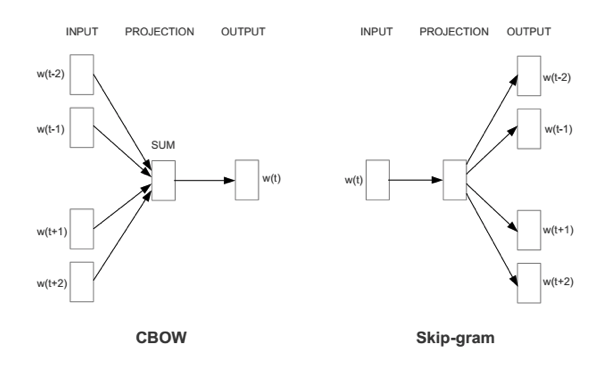 INPUT PROJECTION OUTPUT
w(t-2)
w(t-1)
SUM
w(t)
w(t+1)
w(t+2)
CBOW
INPUT PROJECTION OUTPUT
w(t-2)
w(t-1)
w(t)
w(t+1)
w(t+2)
Skip-gram